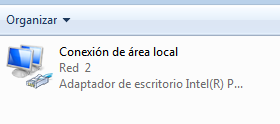 Organizar
Conexión de área local
Red 2
Adaptador de escritorio Intel(R) P...